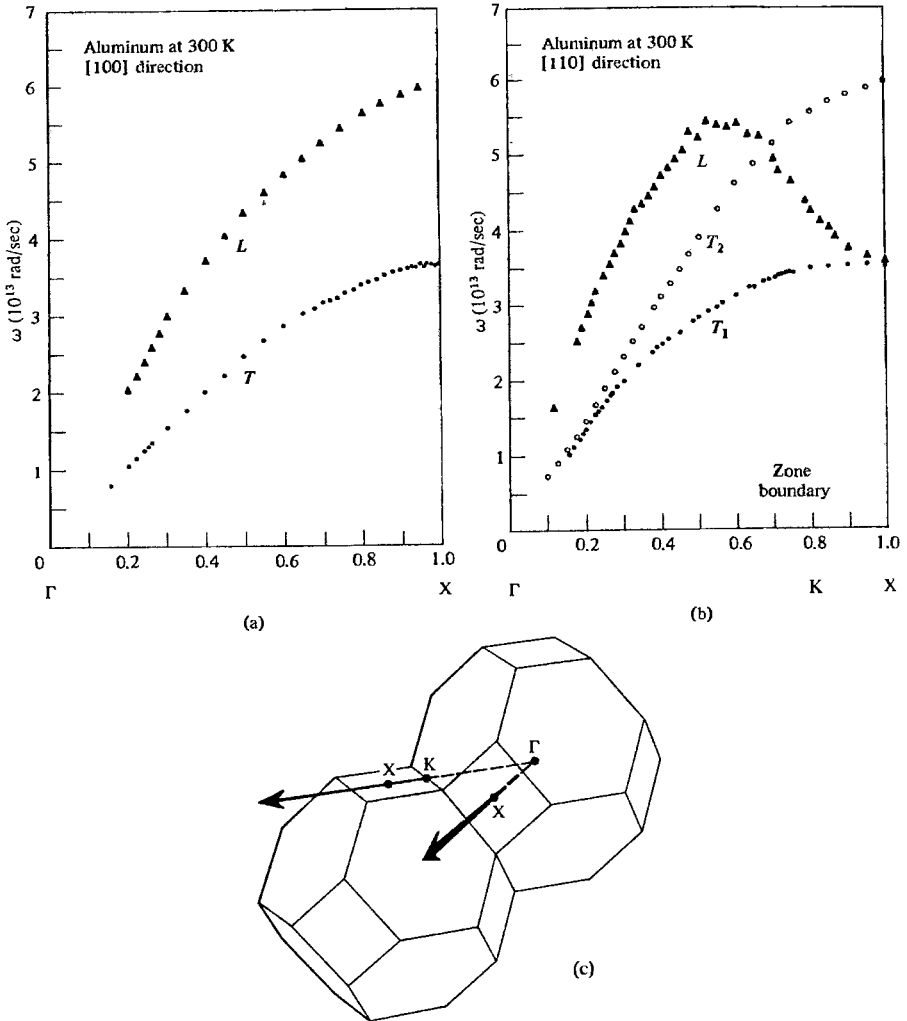 7
6
5
4
3
2
1
0
ω (10¹³ rad/sec)
Aluminum at 300 K
[100] direction
L
T
0.2
0.4
0.6
0.8
1.0
Γ
X
(a)
7
6
5
4
3
2
1
0
ω (10¹³ rad/sec)
Aluminum at 300 K
[110] direction
L
T₂
T₁
Zone
boundary
0.2
0.4
0.6
0.8
1.0
Γ
K
X
(b)
Γ
X
K
X
(c)